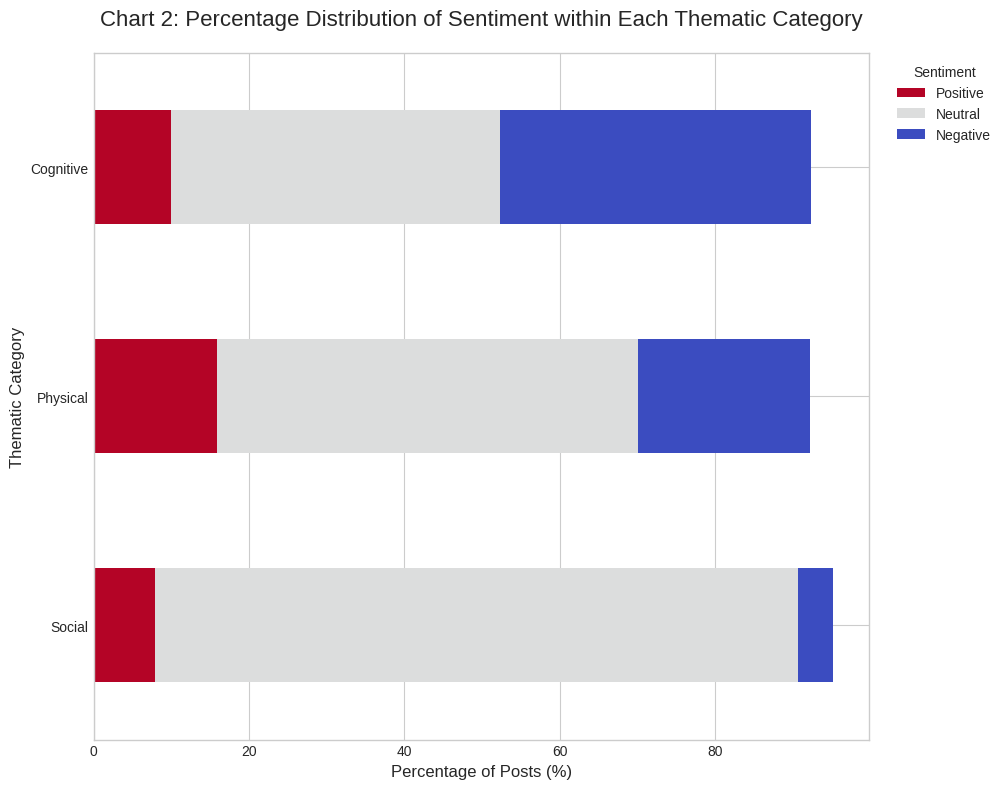 Chart 2: Percentage Distribution of Sentiment within Each Thematic Category
Sentiment
Positive
Neutral
Negative
Thematic Category
Cognitive
Physical
Social
0 20 40 60 80
Percentage of Posts (%)